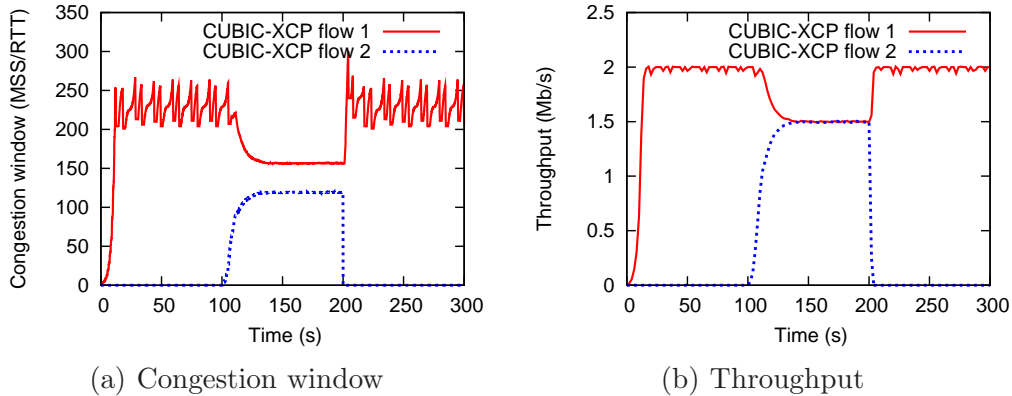 CUBIC-XCP flow 1
CUBIC-XCP flow 2
Congestion window (MSS/RTT)
350
300
250
200
150
100
50
0
0 50 100 150 200 250 300
Time (s)
(a) Congestion window
CUBIC-XCP flow 1
CUBIC-XCP flow 2
Throughput (Mb/s)
2.5
2
1.5
1
0.5
0
0 50 100 150 200 250 300
Time (s)
(b) Throughput